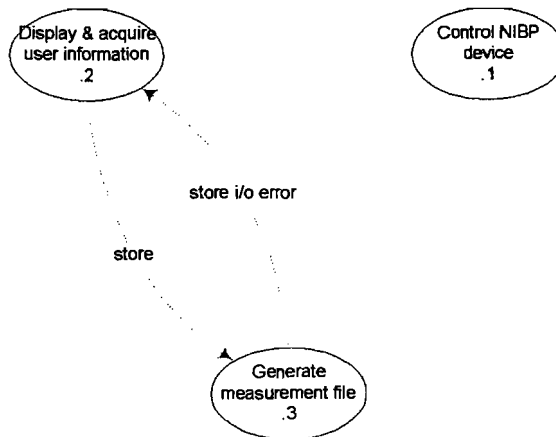 Display & acquire
user information
.2
Control NIBP
device
.1
store i/o error
store
Generate
measurement file
.3